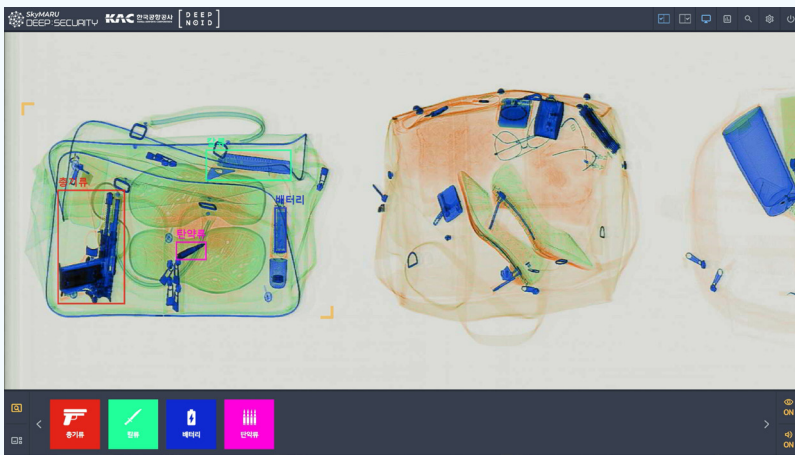 SkyMARU
DEEP:SECURITY
KAC 한국공항공사
DEEP
NOID
총기류
배터리
탄약류
총기류
도류
배터리
탄약류
ON
ON